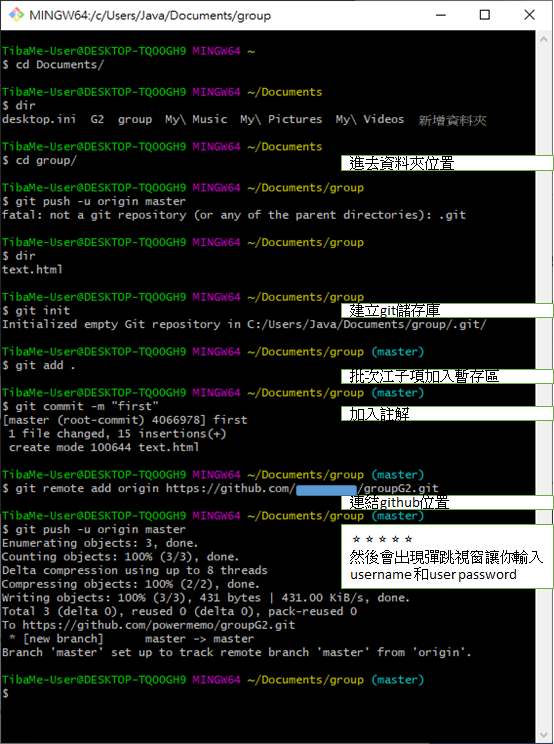 MINGW64:/c/Users/Java/Documents/group
TibaMe-User@DESKTOP-TQOOGH9 MINGW64 ~
$ cd Documents/
TibaMe-User@DESKTOP-TQOOGH9 MINGW64 ~/Documents
$ dir
desktop.ini  G2  group  My\ Music  My\ Pictures  My\ Videos  新增資料夾
TibaMe-User@DESKTOP-TQOOGH9 MINGW64 ~/Documents
$ cd group/
進去資料夾位置
TibaMe-User@DESKTOP-TQOOGH9 MINGW64 ~/Documents/group
$ git push -u origin master
fatal: not a git repository (or any of the parent directories): .git
TibaMe-User@DESKTOP-TQOOGH9 MINGW64 ~/Documents/group
$ dir
text.html
TibaMe-User@DESKTOP-TQOOGH9 MINGW64 ~/Documents/group
$ git init
建立git儲存庫
Initialized empty Git repository in C:/Users/Java/Documents/group/.git/
TibaMe-User@DESKTOP-TQOOGH9 MINGW64 ~/Documents/group (master)
$ git add .
批次江子項加入暫存區
TibaMe-User@DESKTOP-TQOOGH9 MINGW64 ~/Documents/group (master)
$ git commit -m "first"
加入註解
[master (root-commit) 4066978] first
1 file changed, 15 insertions(+)
create mode 100644 text.html
TibaMe-User@DESKTOP-TQOOGH9 MINGW64 ~/Documents/group (master)
$ git remote add origin https://github.com/ /groupG2.git
連結github位置
TibaMe-User@DESKTOP-TQOOGH9 MINGW64 ~/Documents/group (master)
$ git push -u origin master
Enumerating objects: 3, done.
Counting objects: 100% (3/3), done.
Delta compression using up to 8 threads
Compressing objects: 100% (2/2), done.
Writing objects: 100% (3/3), 431 bytes | 431.00 KiB/s, done.
Total 3 (delta 0), reused 0 (delta 0), pack-reused 0
To https://github.com/powermemo/groupG2.git
* [new branch]      master -> master
Branch 'master' set up to track remote branch 'master' from 'origin'.
＊＊＊＊＊
然後會出現彈跳視窗讓你輸入
username和user password
TibaMe-User@DESKTOP-TQOOGH9 MINGW64 ~/Documents/group (master)
$